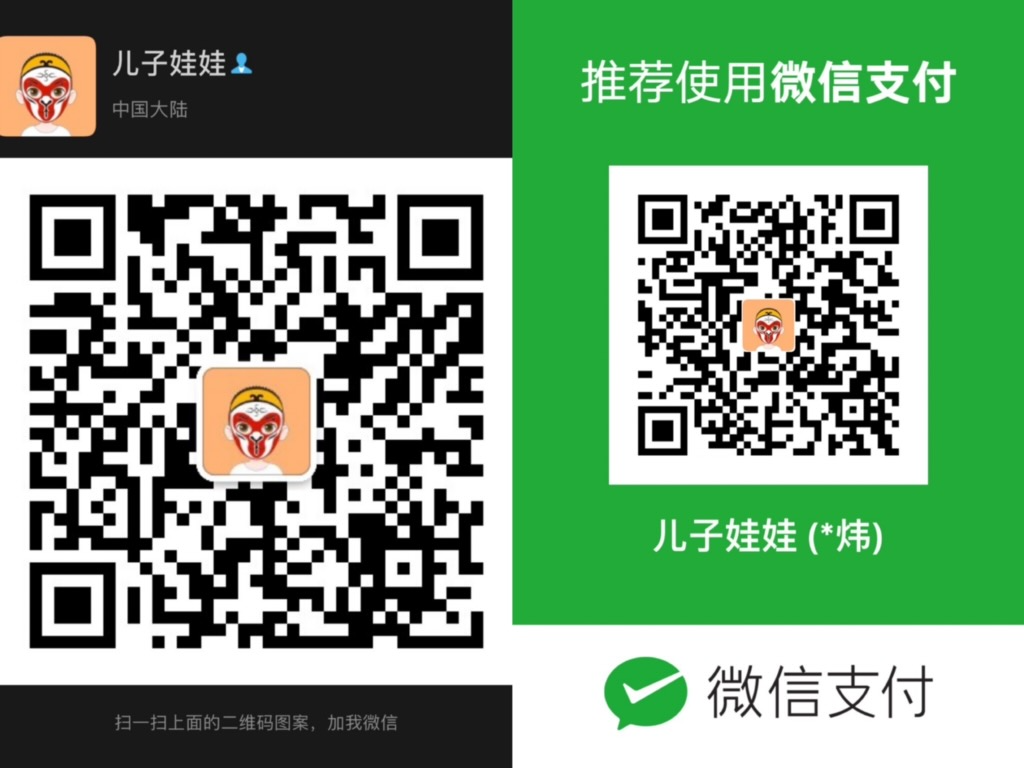 儿子娃娃
中国大陆
扫一扫上面的二维码图案，加我微信
推荐使用微信支付
儿子娃娃 (*炜)
微信支付